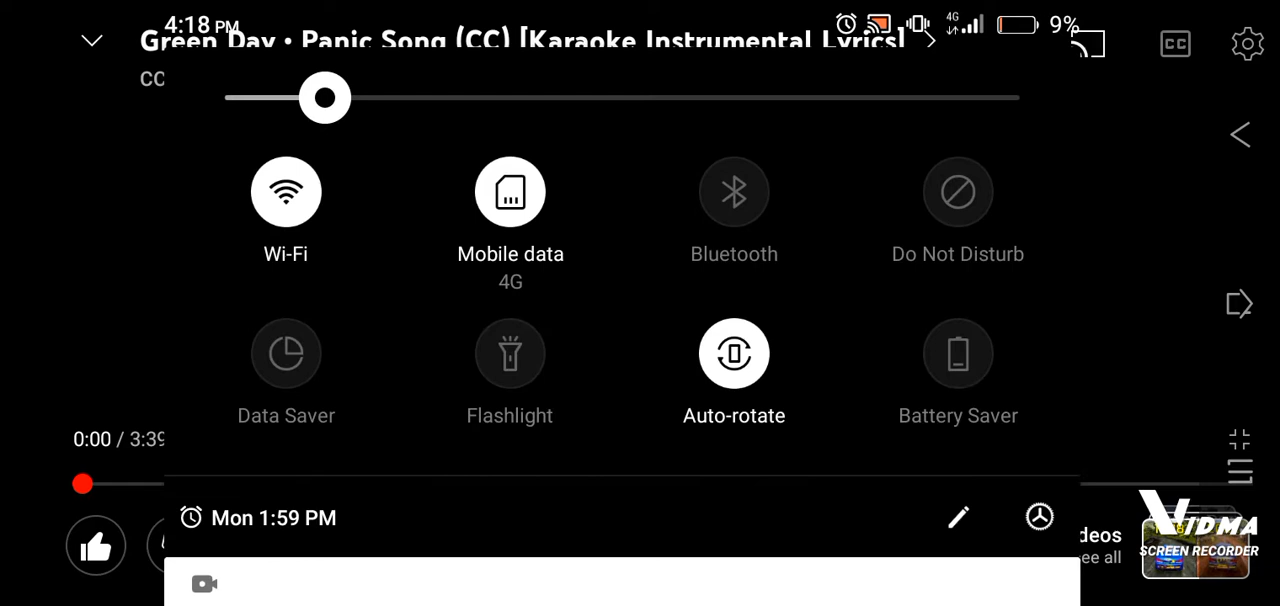 4:18 PM 4G 9%
Green Day • Panic Song (CC) [Karaoke Instrumental Lyrics]
CC
CC
Wi-Fi Mobile data Bluetooth Do Not Disturb
4G
Data Saver Flashlight Auto-rotate Battery Saver
0:00 / 3:39
Mon 1:59 PM
VIDMA
SCREEN RECORDER